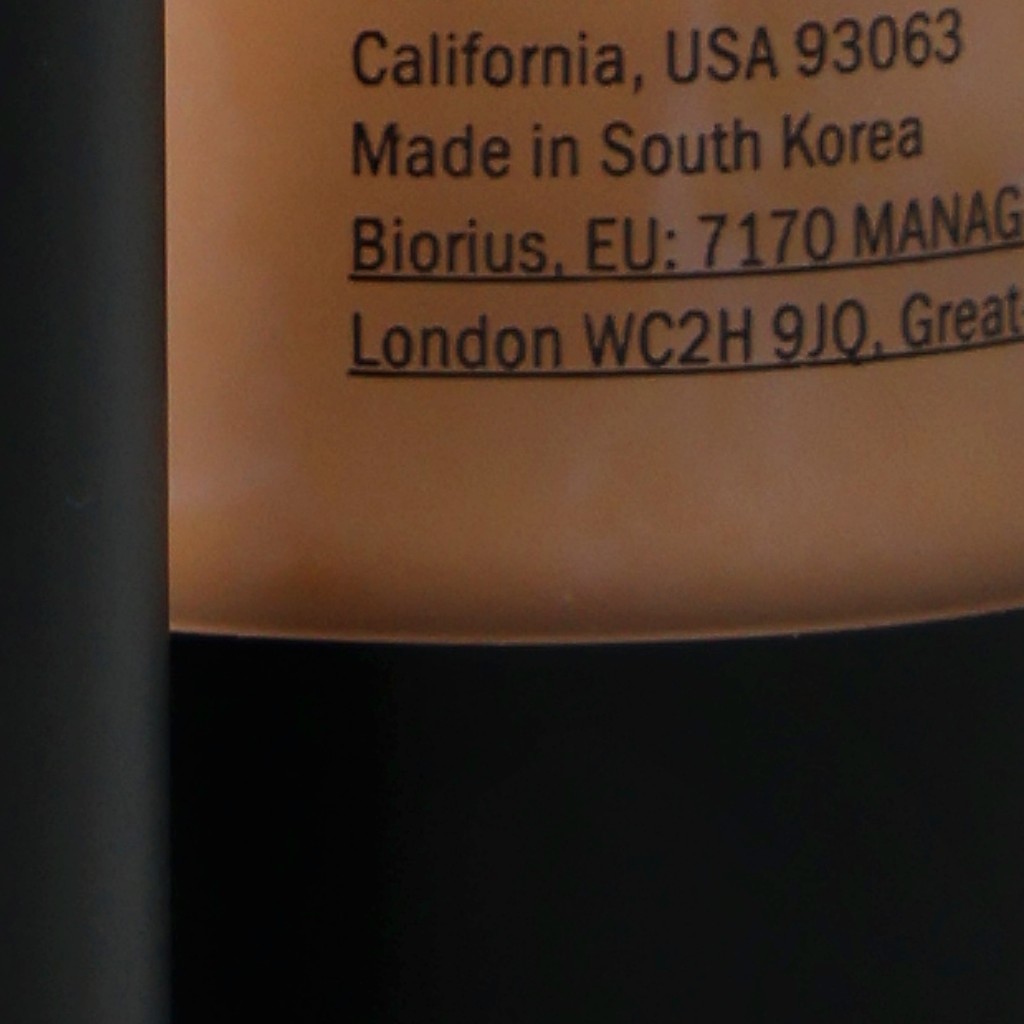 California, USA 93063
Made in South Korea
Biorius, EU: 7170 MANAG
London WC2H 9JQ, Great